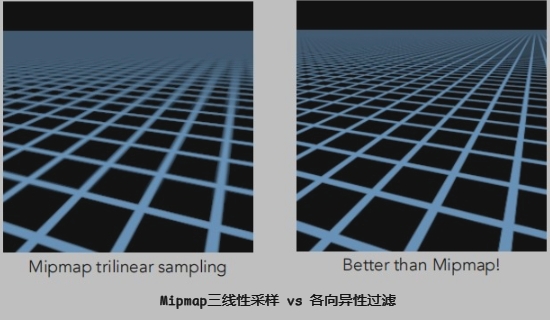 Mipmap trilinear sampling
Better than Mipmap!
Mipmap三线性采样 vs 各向异性过滤